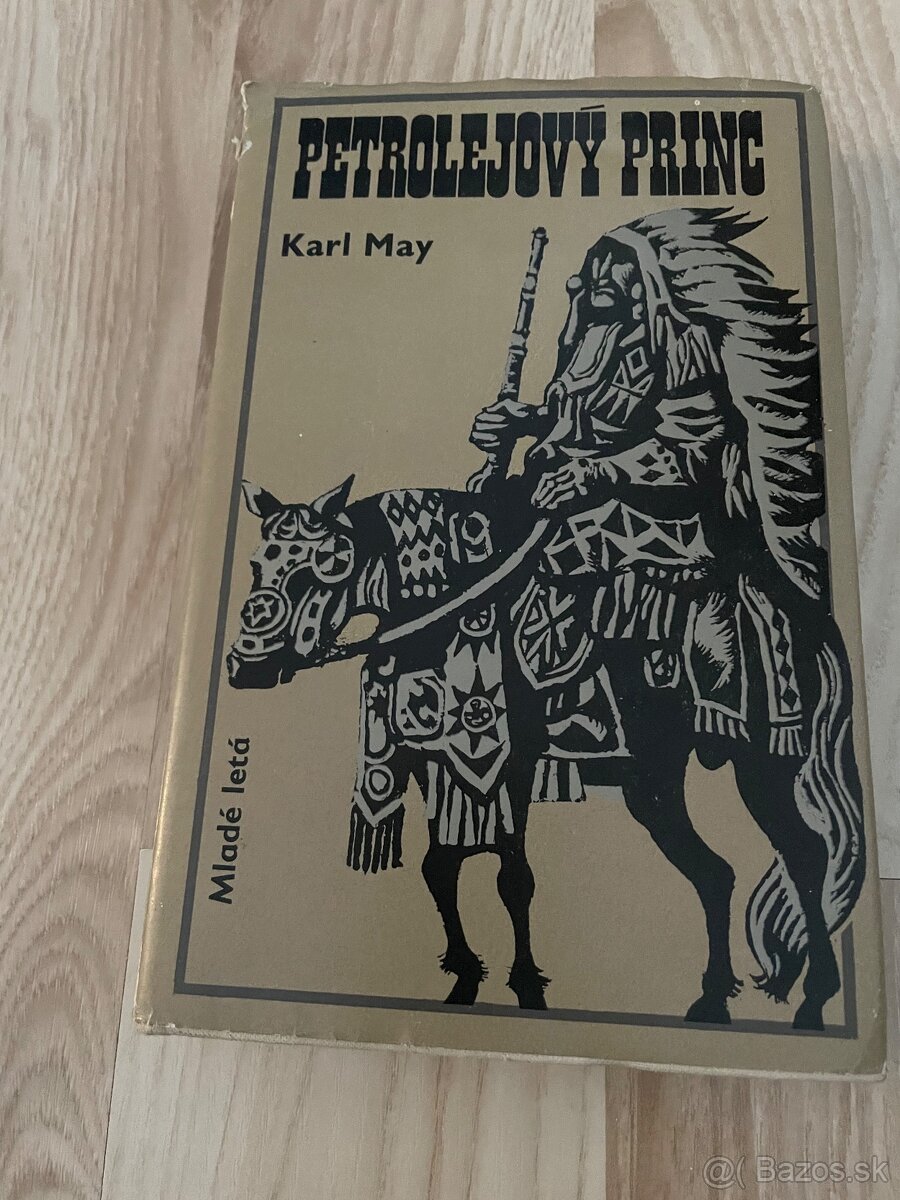 PETROLEJOVÝ PRINC
Karl May
Mladé letá
@( Bazos.sk